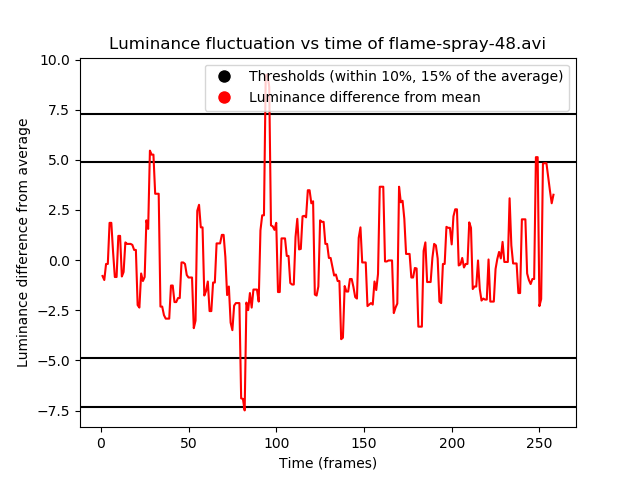 Luminance fluctuation vs time of flame-spray-48.avi
Thresholds (within 10%, 15% of the average)
Luminance difference from mean
Luminance difference from average
10.0
7.5
5.0
2.5
0.0
−2.5
−5.0
−7.5
0 50 100 150 200 250
Time (frames)